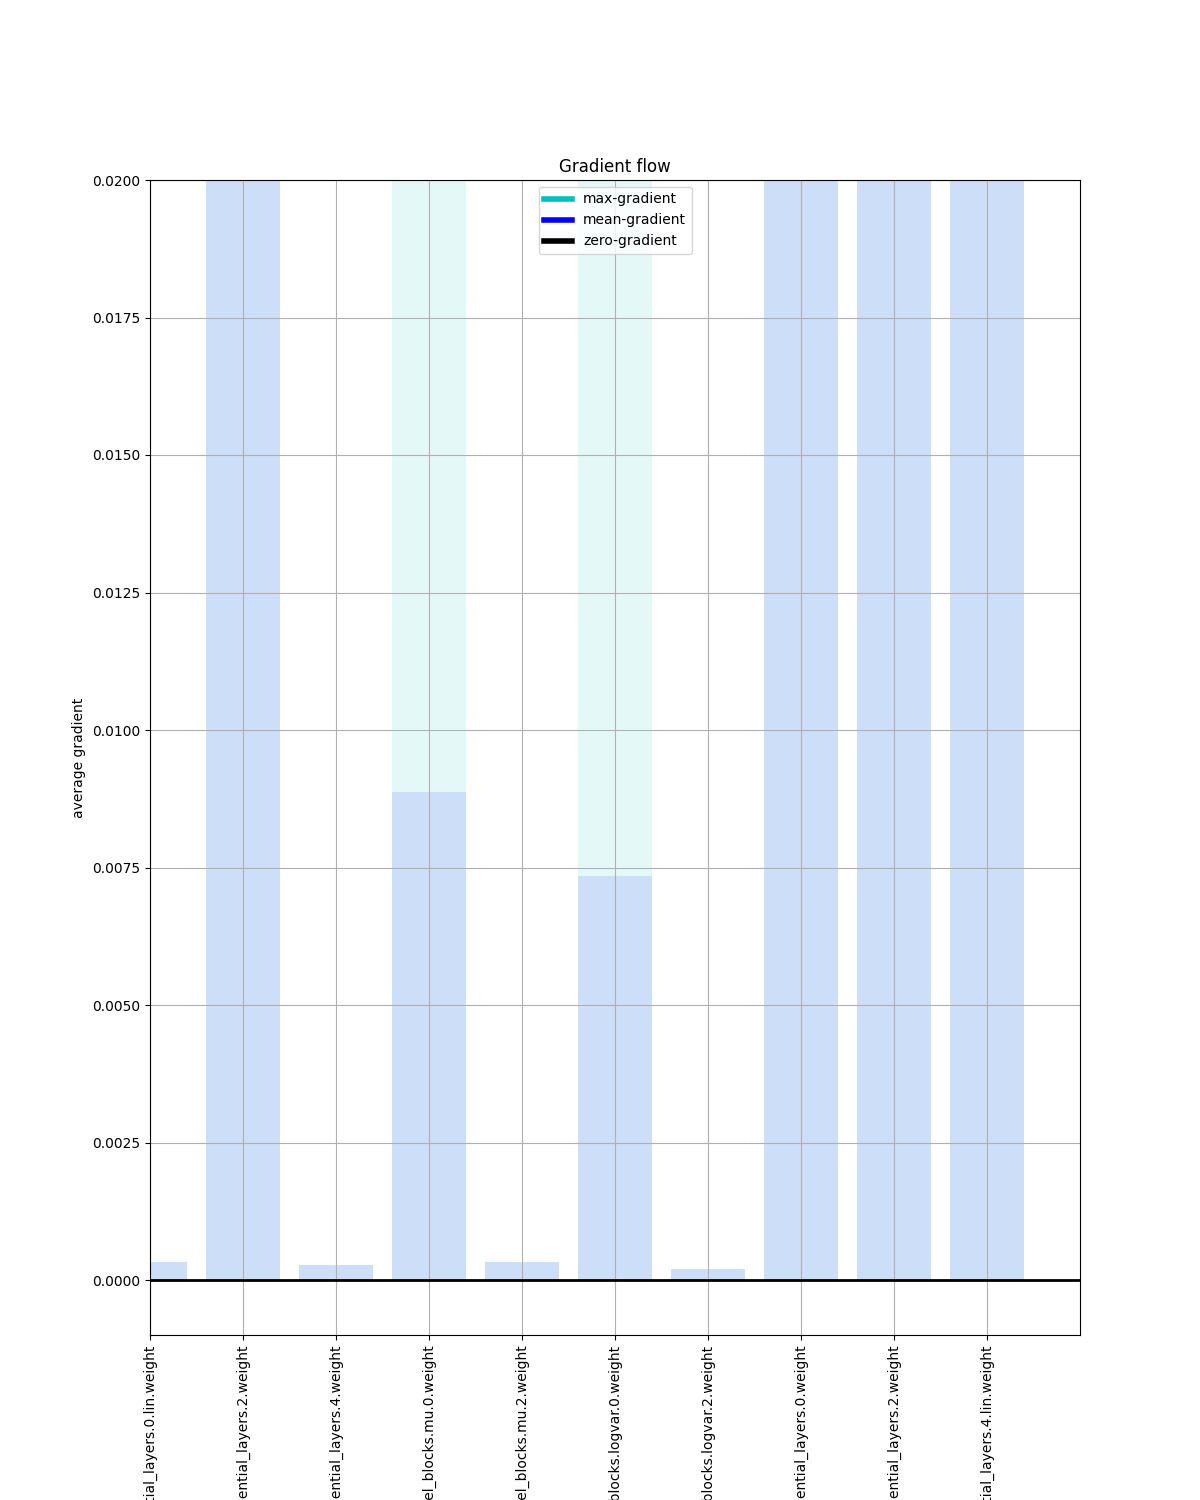 Gradient flow
max-gradient
mean-gradient
zero-gradient
0.0200
0.0175
0.0150
0.0125
0.0100
0.0075
0.0050
0.0025
0.0000
average gradient
tial_layers.0.lin.weight
ential_layers.2.weight
ential_layers.4.weight
el_blocks.mu.0.weight
el_blocks.mu.2.weight
blocks.logvar.0.weight
blocks.logvar.2.weight
ential_layers.0.weight
ential_layers.2.weight
tial_layers.4.lin.weight